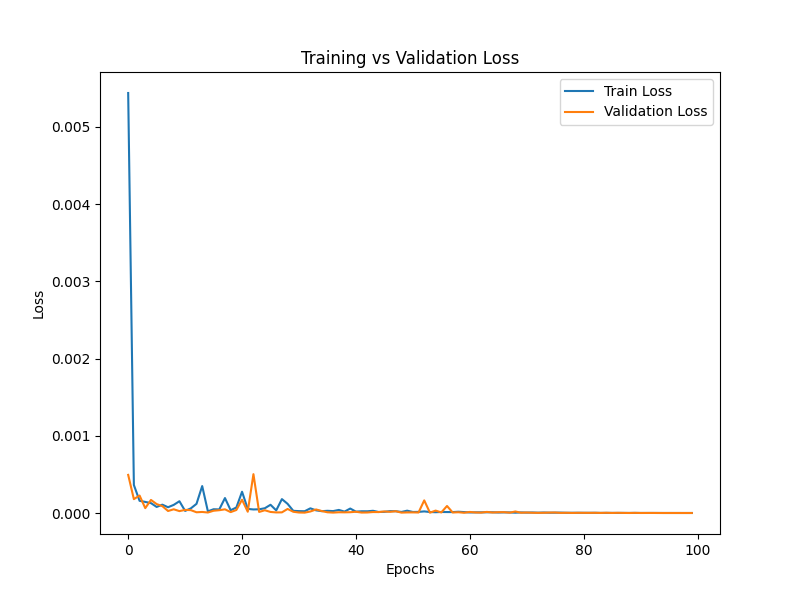 Training vs Validation Loss
Train Loss
Validation Loss
0.005
0.004
0.003
0.002
0.001
0.000
Loss
0 20 40 60 80 100
Epochs